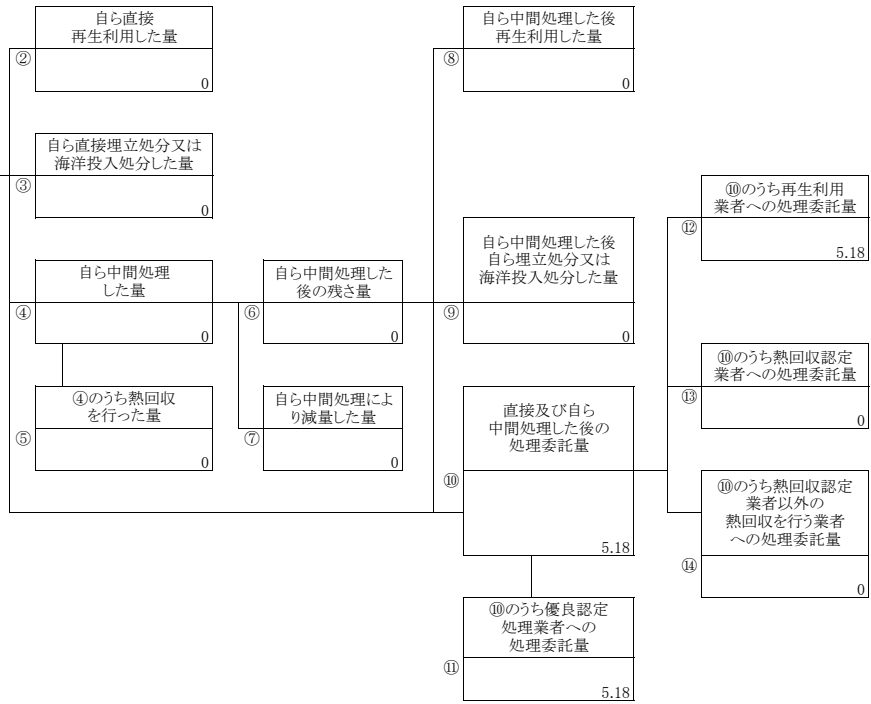 自ら直接
再生利用した量
②
0
自ら直接埋立処分又は
海洋投入処分した量
③
0
自ら中間処理
した量
④
0
④のうち熱回収
を行った量
⑤
0
自ら中間処理した
後の残さ量
⑥
0
自ら中間処理によ
り減量した量
⑦
0
自ら中間処理した後
再生利用した量
⑧
0
自ら中間処理した後
自ら埋立処分又は
海洋投入処分した量
⑨
0
直接及び自ら
中間処理した後の
処理委託量
⑩
5.18
⑩のうち優良認定
処理業者への
処理委託量
⑪
5.18
⑩のうち再生利用
業者への処理委託量
⑫
5.18
⑩のうち熱回収認定
業者への処理委託量
⑬
0
⑩のうち熱回収認定
業者以外の
熱回収を行う業者
への処理委託量
⑭
0